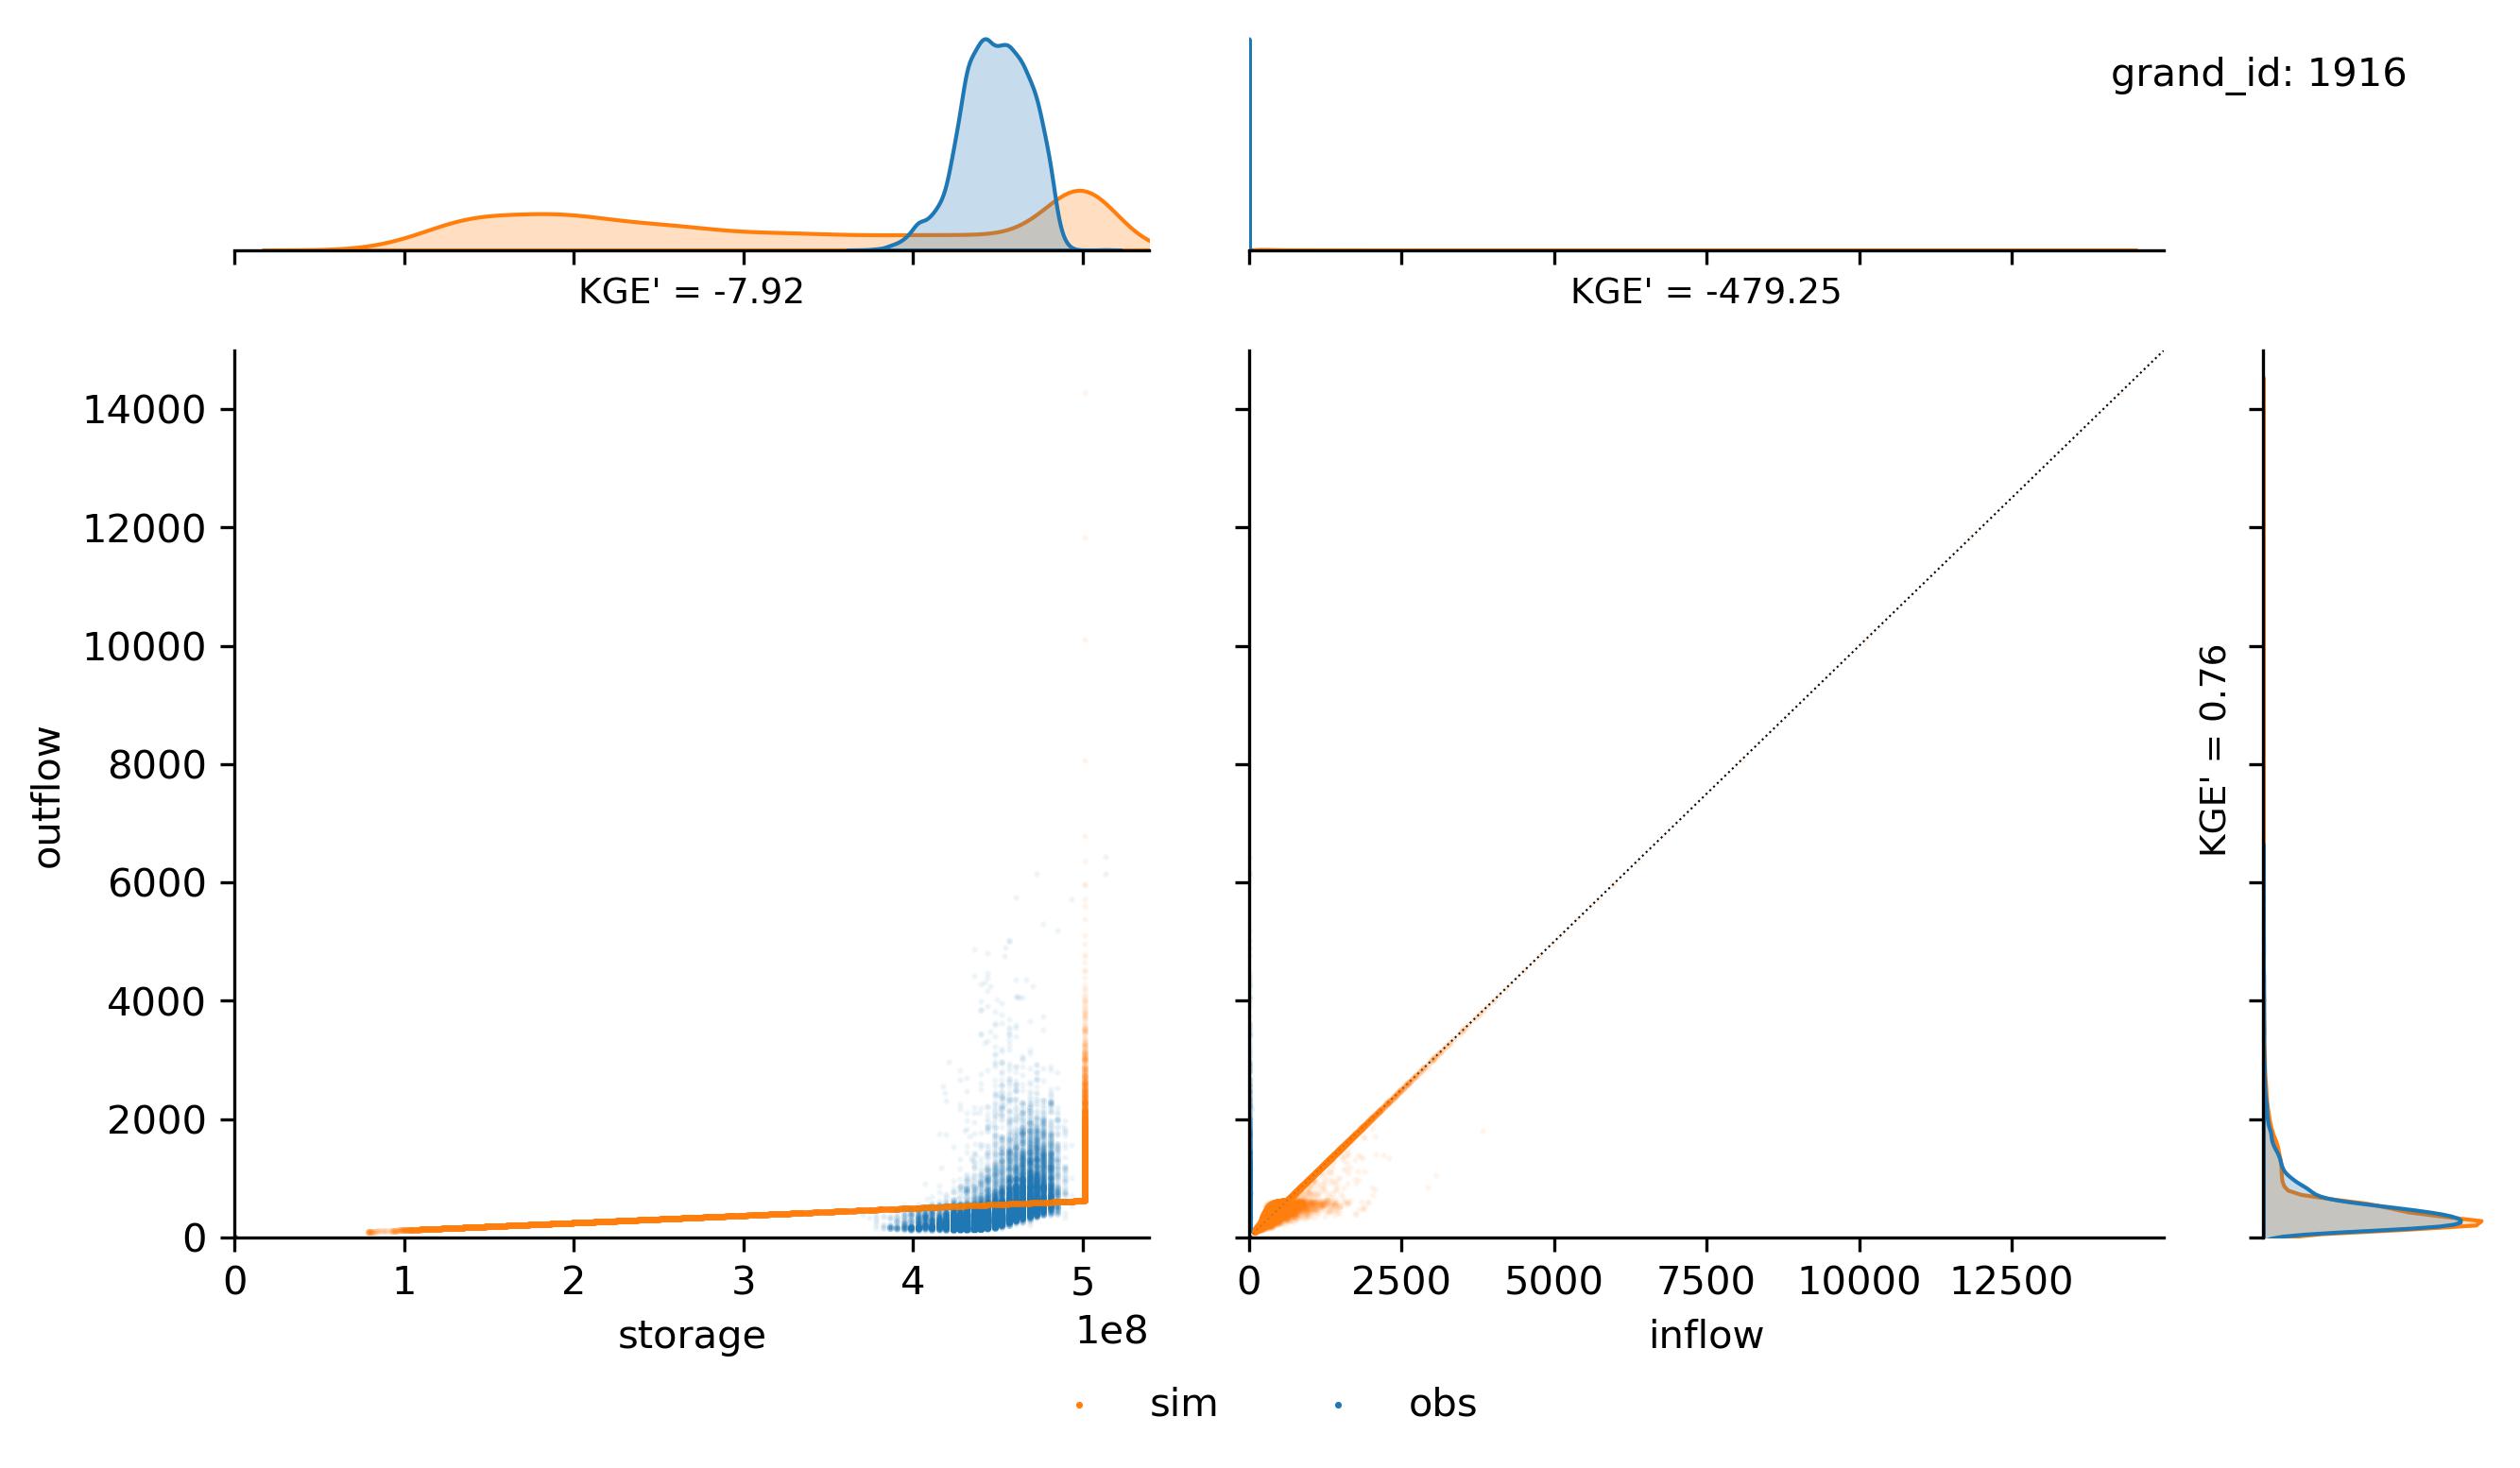 grand_id: 1916
KGE' = -7.92
KGE' = -479.25
14000
12000
10000
8000
6000
4000
2000
0
outflow
KGE' = 0.76
0 1 2 3 4 5
1e8
storage
0 2500 5000 7500 10000 12500
inflow
sim obs